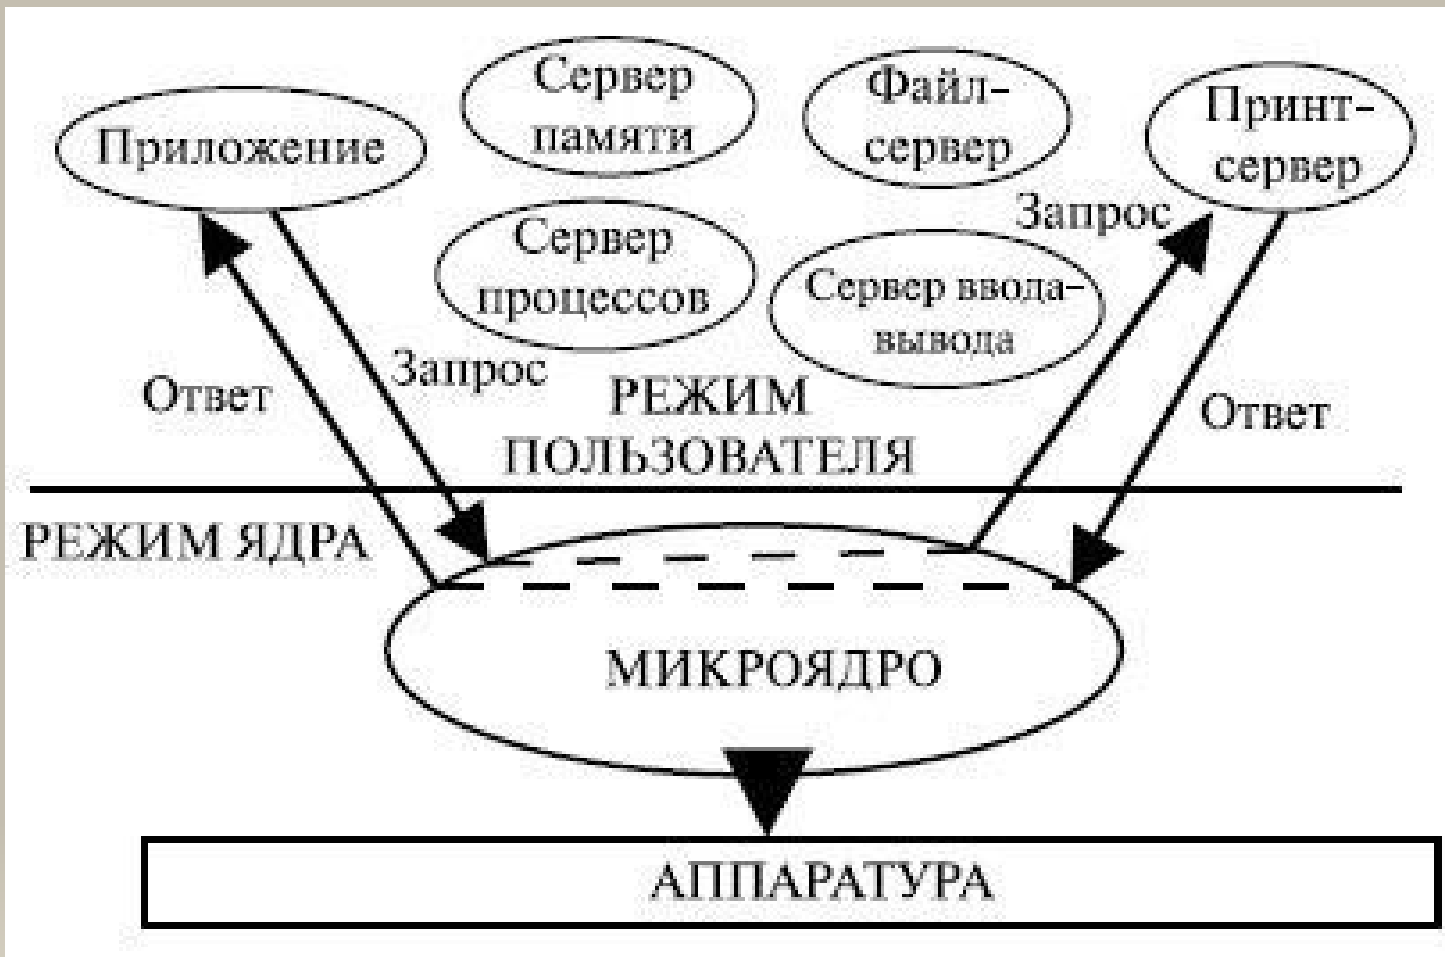 Приложение
Сервер
памяти
Файл-
сервер
Принт-
сервер
Сервер
процессов
Сервер ввода-
вывода
Запрос
Ответ
Запрос
Ответ
РЕЖИМ
ПОЛЬЗОВАТЕЛЯ
РЕЖИМ ЯДРА
МИКРОЯДРО
АППАРАТУРА